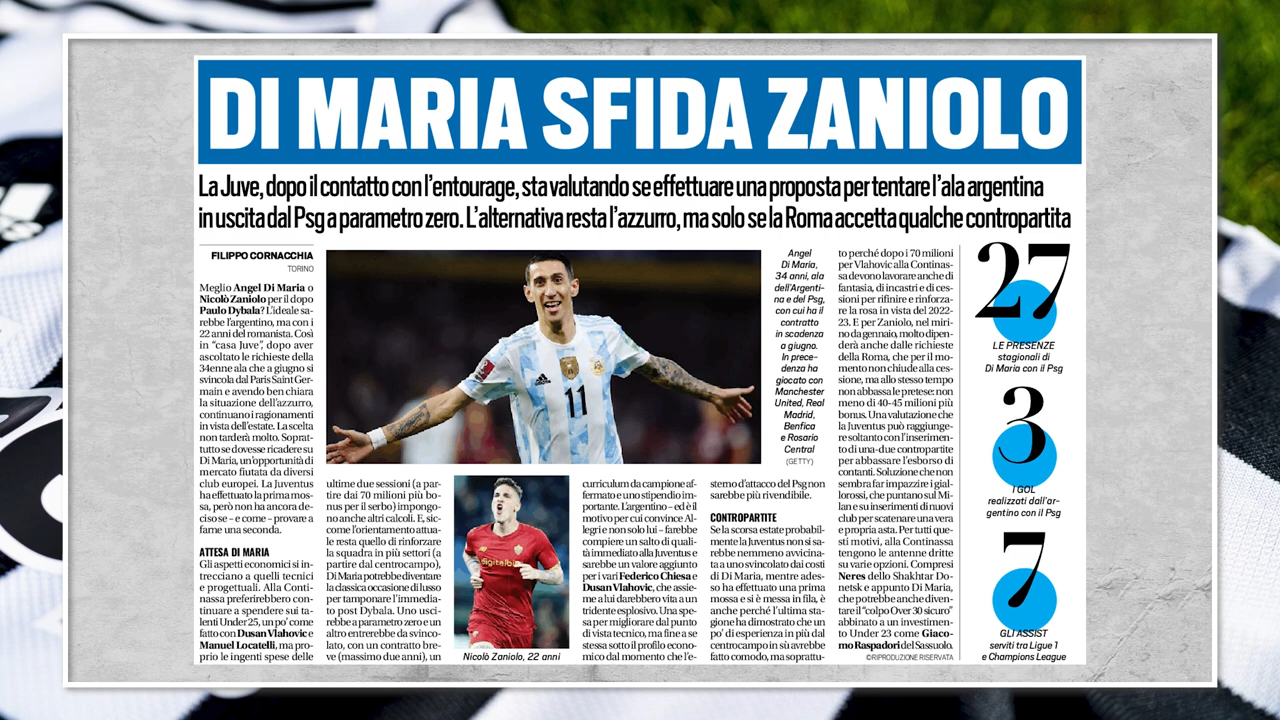 DI MARIA SFIDA ZANIOLO
La Juve, dopo il contatto con l'entourage, sta valutando se effettuare una proposta per tentare l'ala argentina
in uscita dal Psg a parametro zero. L'alternativa resta l'azzurro, ma solo se la Roma accetta qualche contropartita
FILIPPO CORNACCHIA
TORINO
Meglio Angel Di Maria o
Nicolò Zaniolo per il dopo
Paulo Dybala? L'ideale sa-
rebbe l'argentino, ma con i
22 anni del romanista. Così
in "casa Juve", dopo aver
ascoltato le richieste della
34enne ala che a giugno si
svincola dal Paris Saint Ger-
main e avendo ben chiara
la situazione dell'azzurro,
continuano i ragionamenti
in vista dell'estate. La scelta
non tarderà molto. Soprat-
tutto se dovesse ricadere su
Di Maria, un'opportunità di
mercato fiutata da diversi
club europei. La Juventus
ha effettuato la prima mos-
sa, però non ha ancora de-
ciso se – e come – provare a
farne una seconda.
ATTESA DI MARIA
Gli aspetti economici si in-
trecciano a quelli tecnici
e progettuali. Alla Conti-
nassa preferirebbero con-
tinuare a spendere sui ta-
lenti Under 25, un po' come
fatto con Dusan Vlahovic e
Manuel Locatelli, ma pro-
prio le ingenti spese delle
ultime due sessioni (a par-
tire dai 70 milioni più bo-
nus per il serbo) impongo-
no anche altri calcoli. E, sic-
come l'orientamento attua-
le resta quello di rinforzare
la squadra in più settori (a
partire dal centrocampo),
Di Maria potrebbe diventare
la classica occasione di lusso
per tamponare l'immedia-
to post Dybala. Uno usci-
rebbe a parametro zero e un
altro entrerebbe da svinco-
lato, con un contratto bre-
ve (massimo due anni), un
Nicolò Zaniolo, 22 anni
curriculum da campione af-
fermato e uno stipendio im-
portante. L'argentino – ed è il
motivo per cui convince Al-
legri e non solo lui – farebbe
compiere un salto di quali-
tà immediato alla Juventus e
sarebbe un valore aggiunto
per i vari Federico Chiesa e
Dusan Vlahovic, che assie-
me a lui darebbero vita a un
tridente esplosivo. Una spe-
sa per migliorare dal punto
di vista tecnico, ma fine a se
stessa sotto il profilo econo-
mico dal momento che l'e-
sterno d'attacco del Psg non
sarebbe più rivendibile.
CONTROPARTITE
Se la scorsa estate probabil-
mente la Juventus non si sa-
rebbe nemmeno avvicina-
ta a uno svincolato dai costi
di Di Maria, mentre ades-
so ha effettuato una prima
mossa e si è messa in fila, è
anche perché l'ultima sta-
gione ha dimostrato che un
po' di esperienza in più dal
centrocampo in su avrebbe
fatto comodo, ma soprattu-
Angel
Di Maria,
34 anni, ala
dell'Argenti-
na e del Psg,
con cui ha il
contratto
in scadenza
a giugno.
In prece-
denza ha
giocato con
Manchester
United, Real
Madrid,
Benfica
e Rosario
Central
(GETTY)
to perché dopo i 70 milioni
per Vlahovic alla Continas-
sa devono lavorare anche di
fantasia, di incastri e di ces-
sioni per rifinire e rinforza-
re la rosa in vista del 2022-
23. E per Zaniolo, nel miri-
no da gennaio, molto dipen-
derà anche dalle richieste
della Roma, che per il mo-
mento non chiude alla ces-
sione, ma allo stesso tempo
non abbassa le pretese: non
meno di 40-45 milioni più
bonus. Una valutazione che
la Juventus può raggiunge-
re soltanto con l'inserimen-
to di una-due contropartite
per abbassare l'esborso di
contanti. Soluzione che non
sembra far impazzire i gial-
lorossi, che puntano sul Mi-
lan e su inserimenti di nuovi
club per scatenare una vera
e propria asta. Per tutti que-
sti motivi, alla Continassa
tengono le antenne dritte
su varie opzioni. Compresi
Neres dello Shakhtar Do-
netsk e appunto Di Maria,
che potrebbe anche diven-
tare il "colpo Over 30 sicuro"
abbinato a un investimen-
to Under 23 come Giaco-
mo Raspadori del Sassuolo.
©RIPRODUZIONE RISERVATA
27
LE PRESENZE
stagionali di
Di Maria con il Psg
3
I GOL
realizzati dall'ar-
gentino con il Psg
7
GLI ASSIST
serviti tra Ligue 1
e Champions League
11